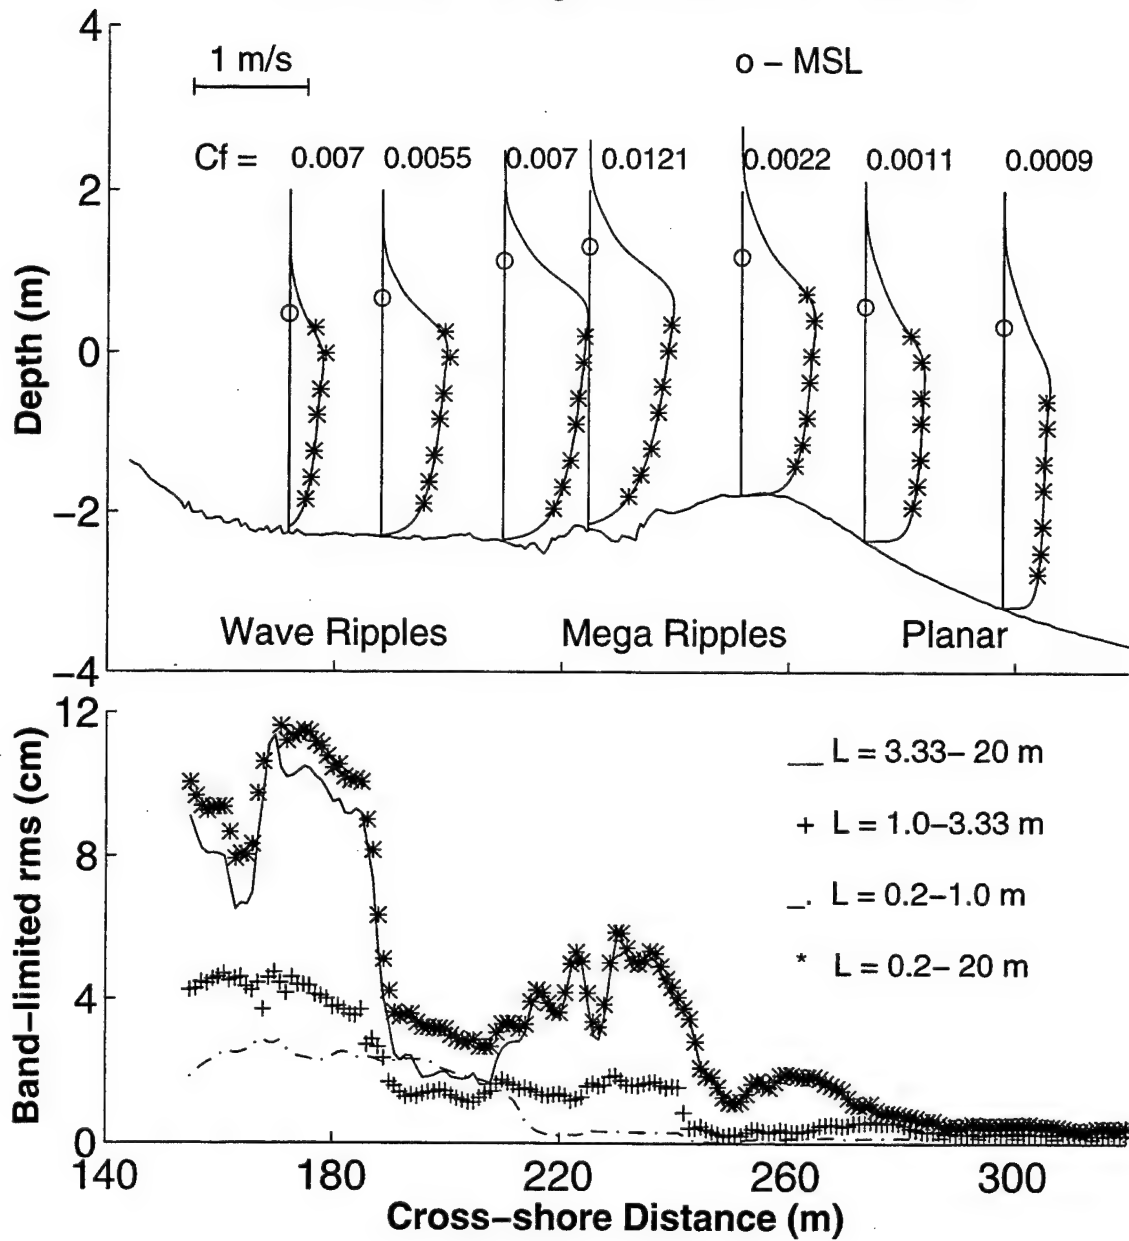 4
1 m/s
o – MSL
Cf = 0.007 0.0055 0.007 0.0121 0.0022 0.0011 0.0009
2
0
−2
−4
Depth (m)
Wave Ripples Mega Ripples Planar
12
8
4
0
Band−limited rms (cm)
L = 3.33− 20 m
+ L = 1.0−3.33 m
_. L = 0.2−1.0 m
* L = 0.2− 20 m
140 180 220 260 300
Cross−shore Distance (m)